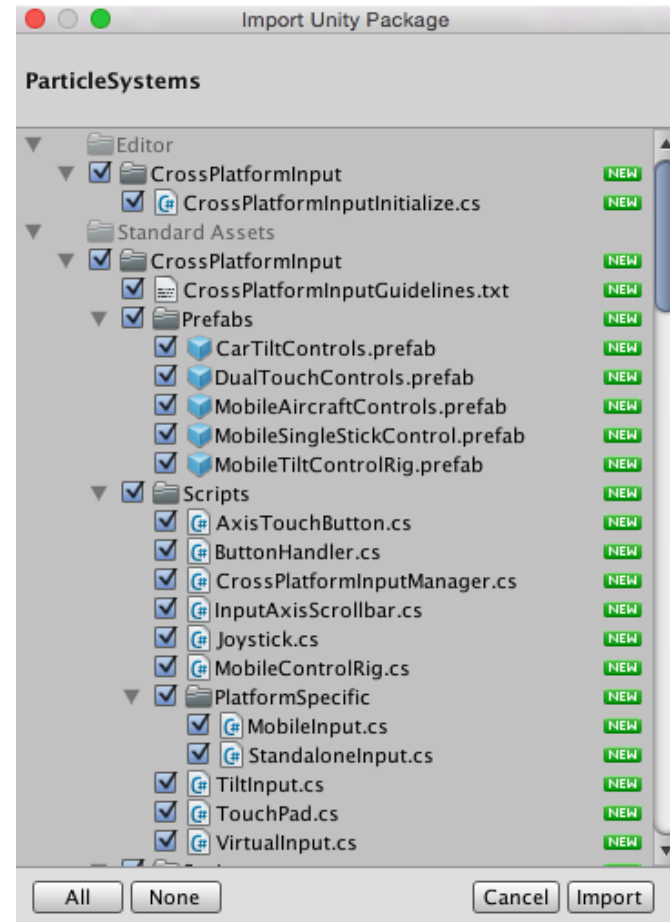 Import Unity Package
ParticleSystems
Editor
CrossPlatformInput NEW
CrossPlatformInputInitialize.cs NEW
Standard Assets
CrossPlatformInput NEW
CrossPlatformInputGuidelines.txt NEW
Prefabs NEW
CarTiltControls.prefab NEW
DualTouchControls.prefab NEW
MobileAircraftControls.prefab NEW
MobileSingleStickControl.prefab NEW
MobileTiltControlRig.prefab NEW
Scripts NEW
C# AxisTouchButton.cs NEW
C# ButtonHandler.cs NEW
C# CrossPlatformInputManager.cs NEW
C# InputAxisScrollbar.cs NEW
C# Joystick.cs NEW
C# MobileControlRig.cs NEW
PlatformSpecific NEW
C# MobileInput.cs NEW
C# StandaloneInput.cs NEW
C# TiltInput.cs NEW
C# TouchPad.cs NEW
C# VirtualInput.cs NEW
All None Cancel Import